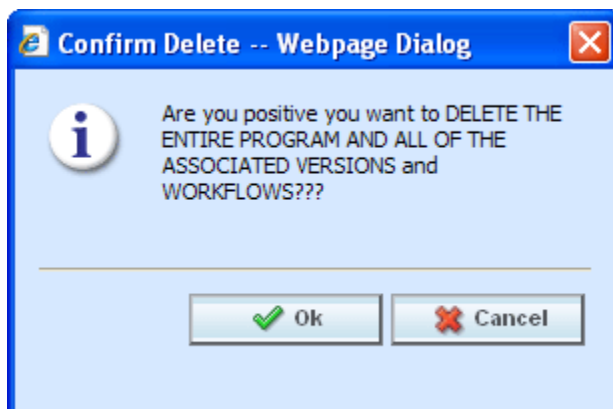 Confirm Delete -- Webpage Dialog
Are you positive you want to DELETE THE
ENTIRE PROGRAM AND ALL OF THE
ASSOCIATED VERSIONS and
WORKFLOWS???
Ok
Cancel